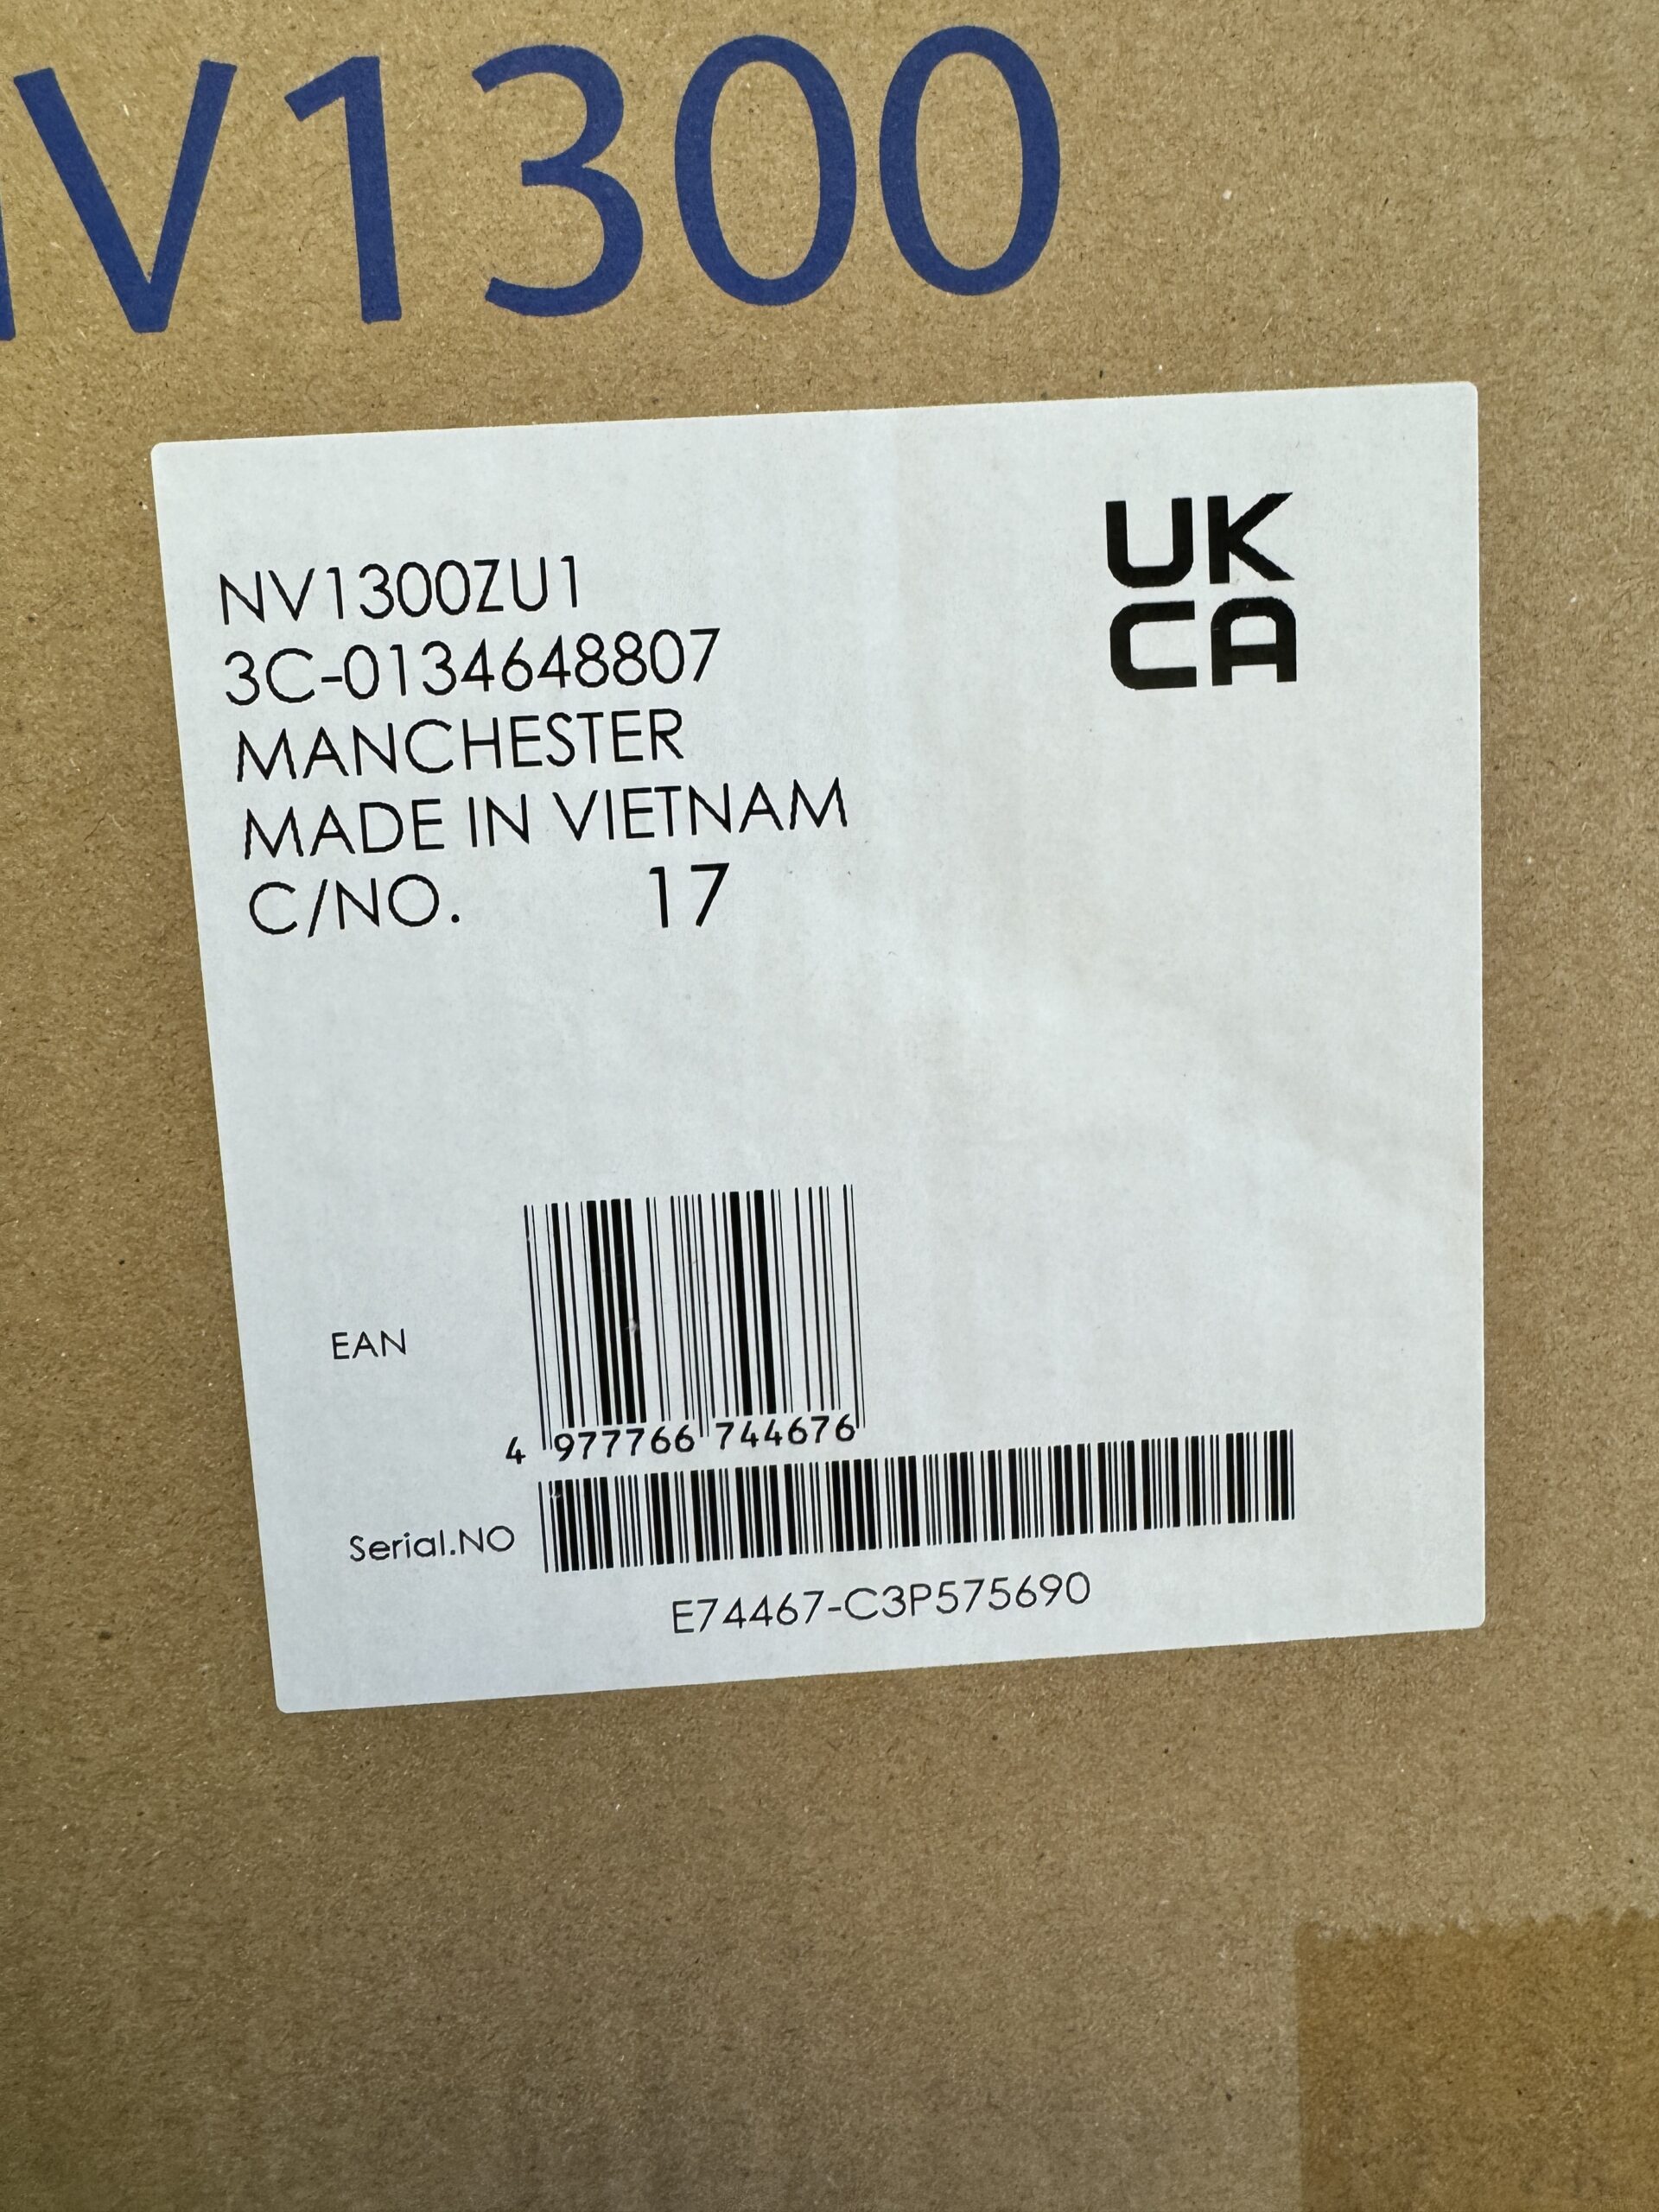 NV1300
NV1300ZU1
3C-0134648807
MANCHESTER
MADE IN VIETNAM
C/NO. 17
UK
CA
EAN
4 977766 744676
Serial.NO
E74467-C3P575690